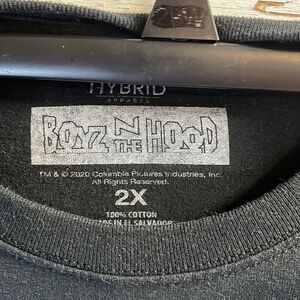 HYBRID
APPAREL
BOYZ N THE HOOD
TM & © 2020 Columbia Pictures Industries, Inc.
All Rights Reserved.
2X
100% COTTON
MADE IN EL SALVADOR